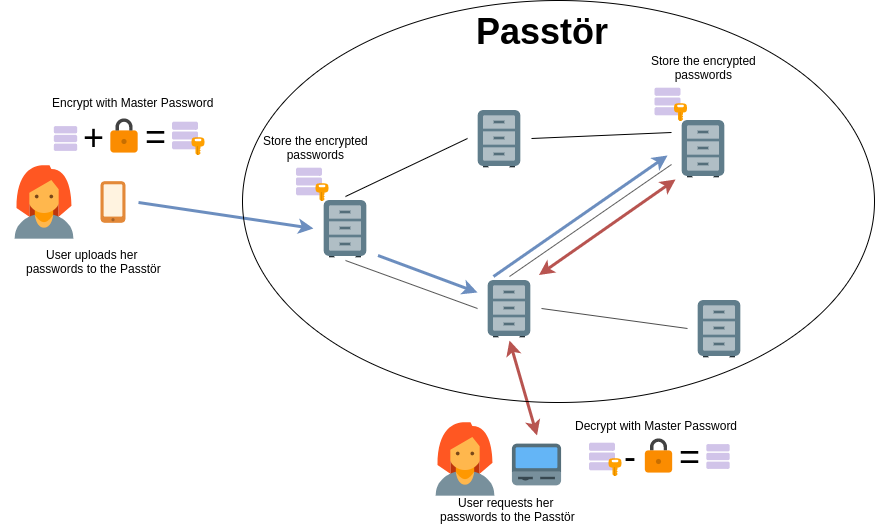 Passtör
Store the encrypted
passwords
Encrypt with Master Password
+ =
Store the encrypted
passwords
User uploads her
passwords to the Passtör
Decrypt with Master Password
- =
User requests her
passwords to the Passtör